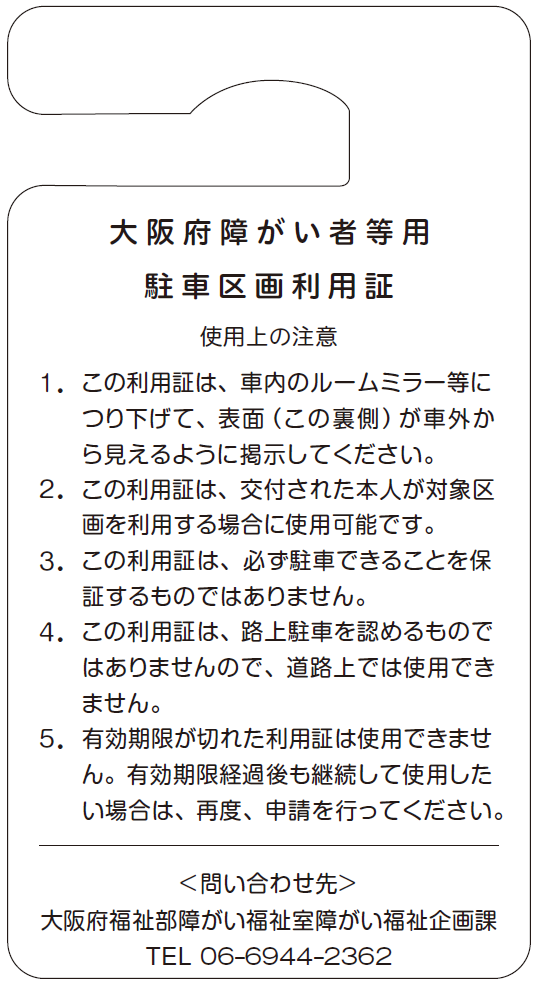 大阪府障がい者等用
駐車区画利用証
使用上の注意
1．この利用証は、車内のルームミラー等に
つり下げて、表面（この裏側）が車外か
ら見えるように掲示してください。
2．この利用証は、交付された本人が対象区
画を利用する場合に使用可能です。
3．この利用証は、必ず駐車できることを保
証するものではありません。
4．この利用証は、路上駐車を認めるもので
はありませんので、道路上では使用でき
ません。
5．有効期限が切れた利用証は使用できませ
ん。有効期限経過後も継続して使用した
い場合は、再度、申請を行ってください。
＜問い合わせ先＞
大阪府福祉部障がい福祉室障がい福祉企画課
TEL 06-6944-2362